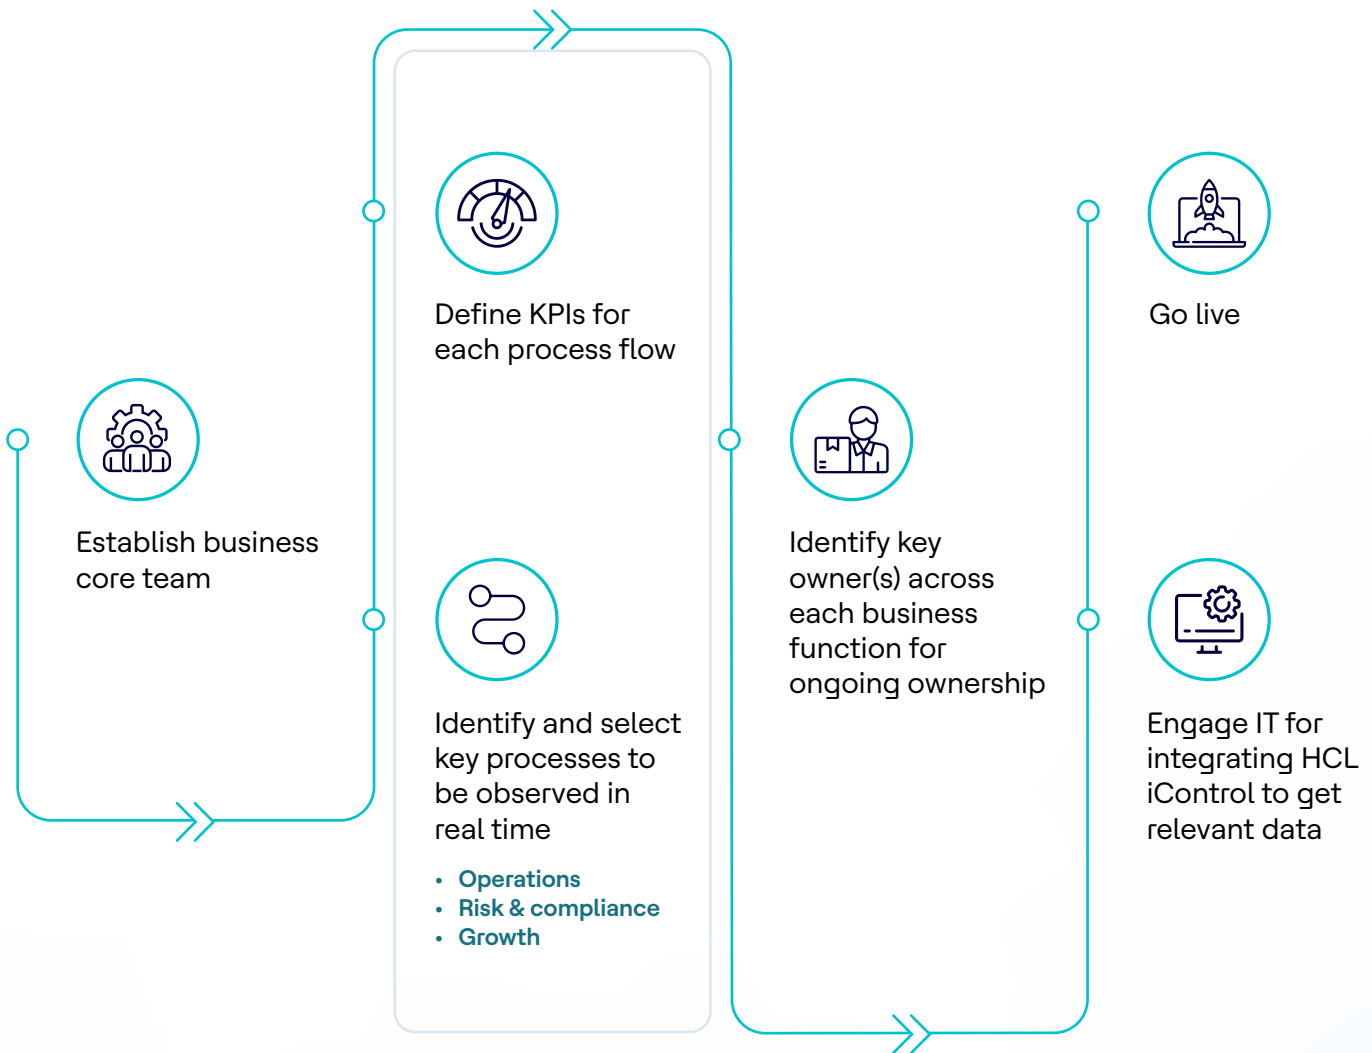 Establish business
core team
Define KPIs for
each process flow
Identify and select
key processes to
be observed in
real time
• Operations
• Risk & compliance
• Growth
Identify key
owner(s) across
each business
function for
ongoing ownership
Go live
Engage IT for
integrating HCL
iControl to get
relevant data